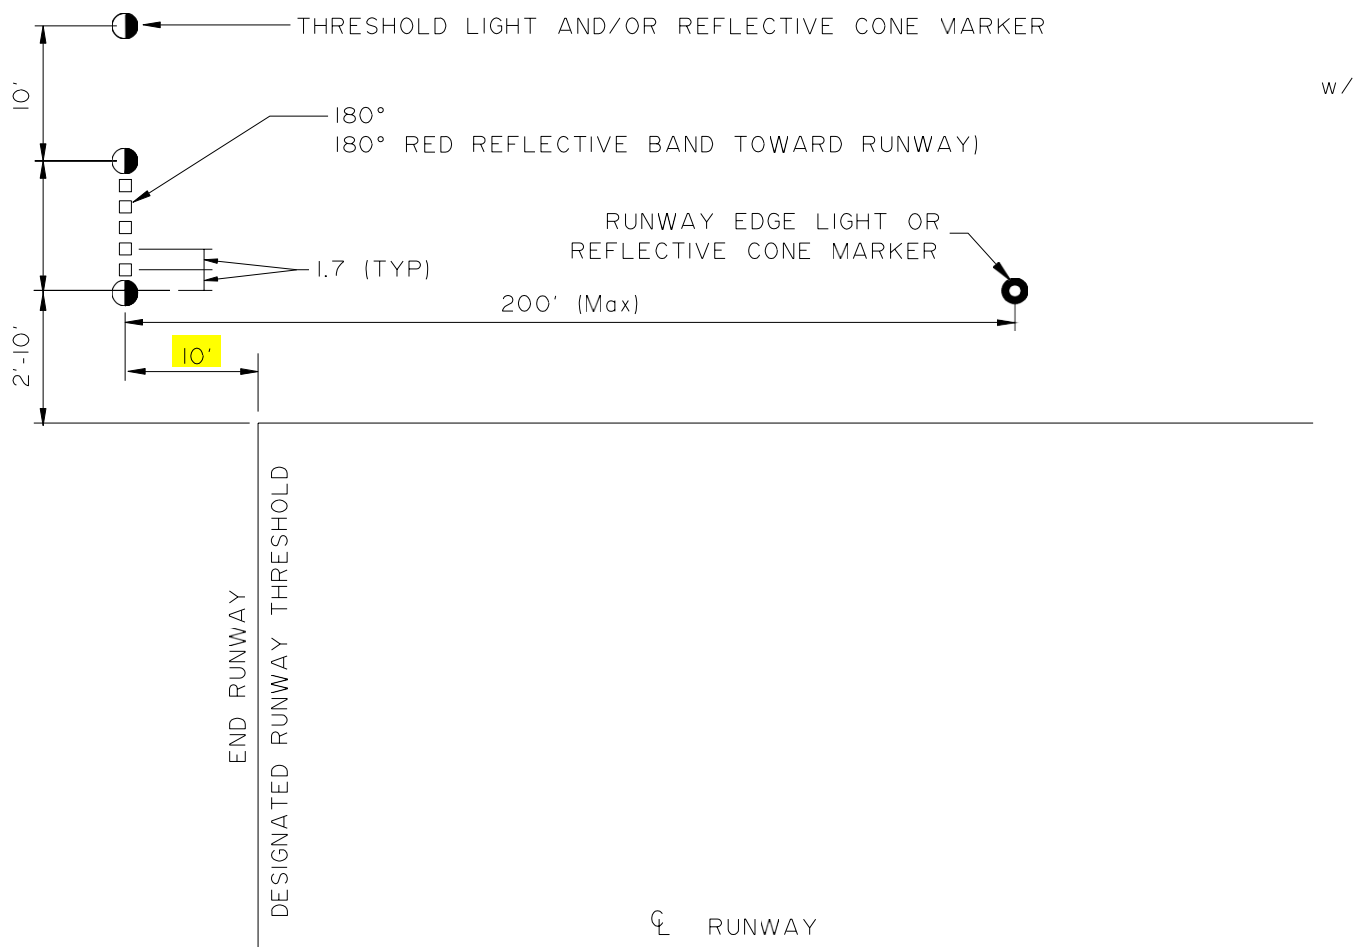 THRESHOLD LIGHT AND/OR REFLECTIVE CONE MARKER
w/
10'
180°
180° RED REFLECTIVE BAND TOWARD RUNWAY)
RUNWAY EDGE LIGHT OR
REFLECTIVE CONE MARKER
1.7 (TYP)
200' (Max)
10'
2'-10'
END RUNWAY
DESIGNATED RUNWAY THRESHOLD
℄ RUNWAY